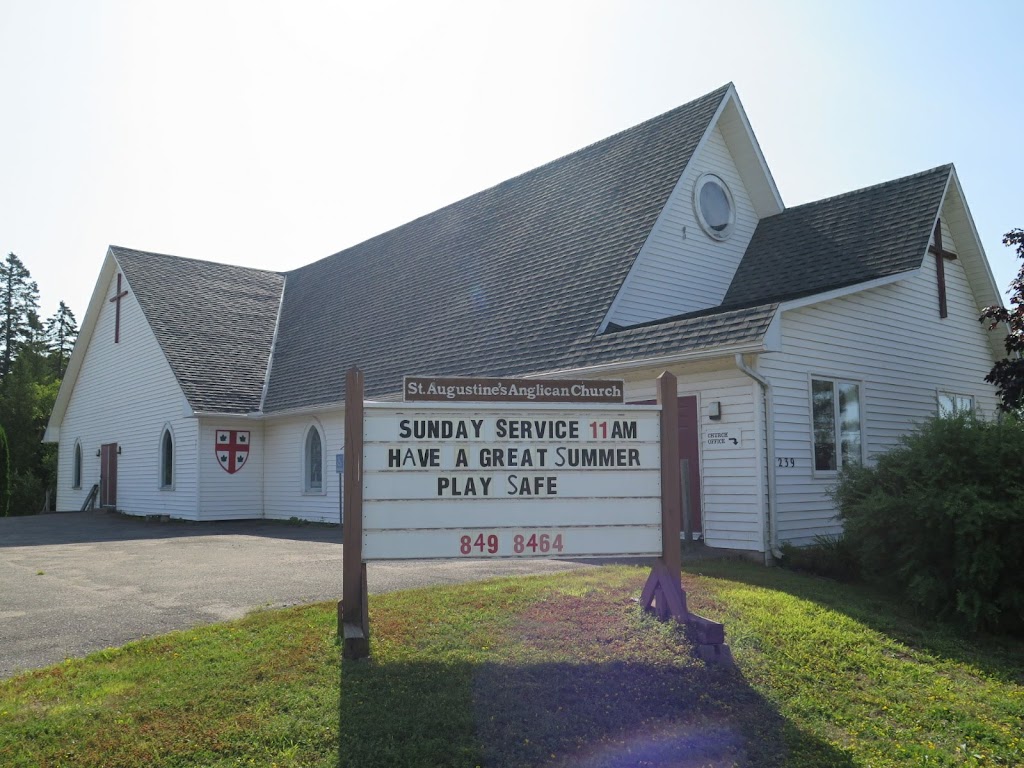 St. Augustine's Anglican Church
SUNDAY SERVICE 11AM
HAVE A GREAT SUMMER
PLAY SAFE
849 8464
CHURCH
OFFICE
239